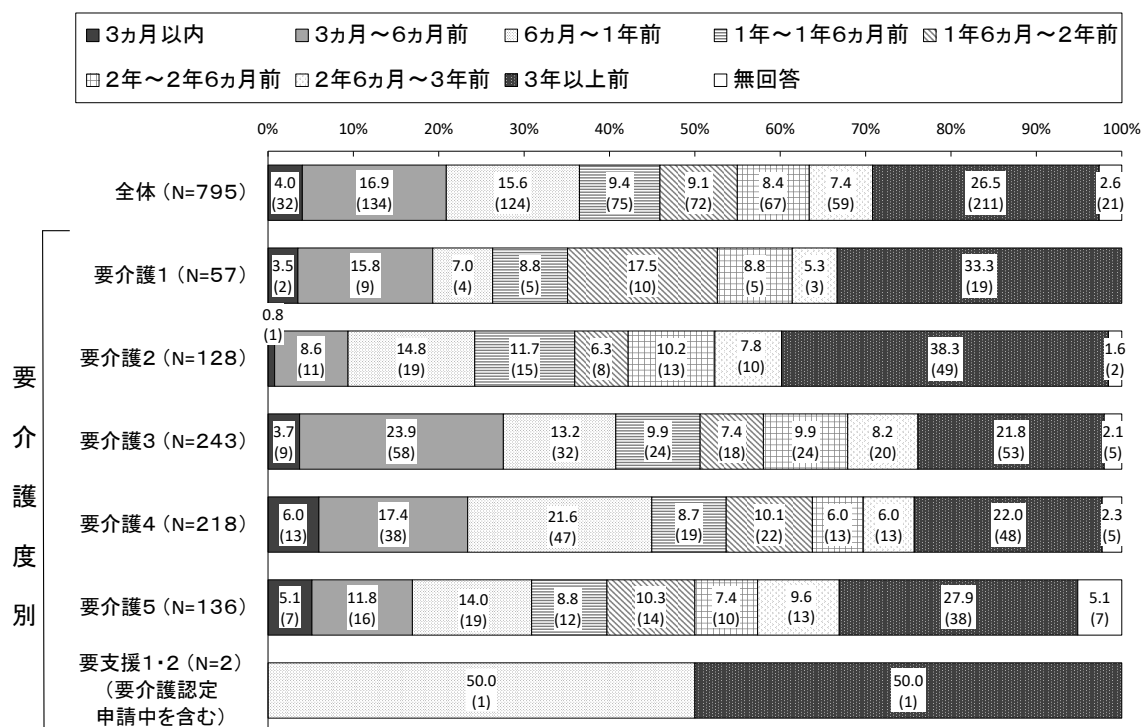 ■3ヵ月以内 ■3ヵ月～6ヵ月前 □6ヵ月～1年前 □1年～1年6ヵ月前 □1年6ヵ月～2年前
□2年～2年6ヵ月前 □2年6ヵ月～3年前 ■3年以上前 □無回答
0% 10% 20% 30% 40% 50% 60% 70% 80% 90% 100%
全体（N=795）
4.0 16.9 15.6 9.4 9.1 8.4 7.4 26.5 2.6
(32) (134) (124) (75) (72) (67) (59) (211) (21)
要介護度別
要介護1（N=57）
3.5 15.8 7.0 8.8 17.5 8.8 5.3 33.3
(2) (9) (4) (5) (10) (5) (3) (19)
要介護2（N=128）
0.8 8.6 14.8 11.7 6.3 10.2 7.8 38.3 1.6
(1) (11) (19) (15) (8) (13) (10) (49) (2)
要介護3（N=243）
3.7 23.9 13.2 9.9 7.4 9.9 8.2 21.8 2.1
(9) (58) (32) (24) (18) (24) (20) (53) (5)
要介護4（N=218）
6.0 17.4 21.6 8.7 10.1 6.0 6.0 22.0 2.3
(13) (38) (47) (19) (22) (13) (13) (48) (5)
要介護5（N=136）
5.1 11.8 14.0 8.8 10.3 7.4 9.6 27.9 5.1
(7) (16) (19) (12) (14) (10) (13) (38) (7)
要支援1・2（N=2）
（要介護認定
申請中を含む）
50.0 50.0
(1) (1)